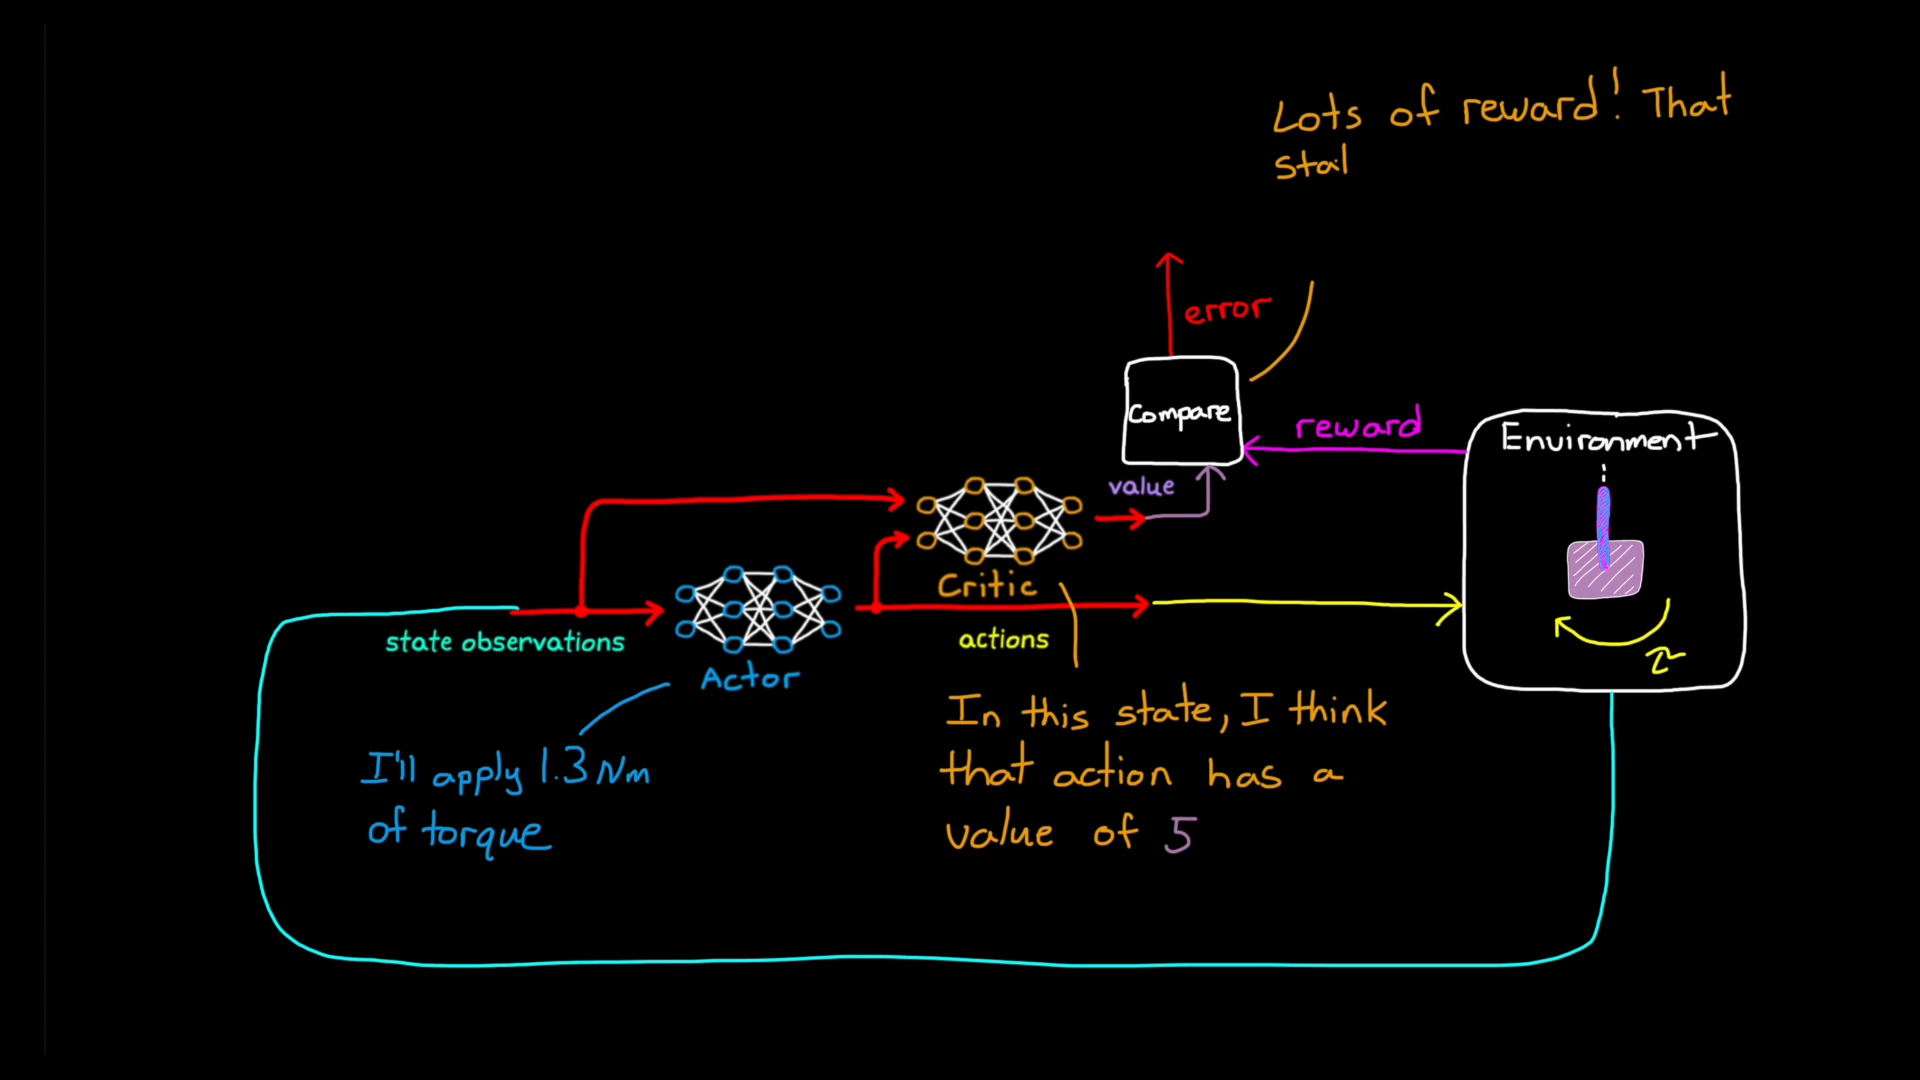 Lots of reward! That
error
Compare
reward
Environment
value
Critic
state observations
actions
τ
Actor
In this state, I think
I'll apply 1.3 Nm
that action has a
of torque
value of 5